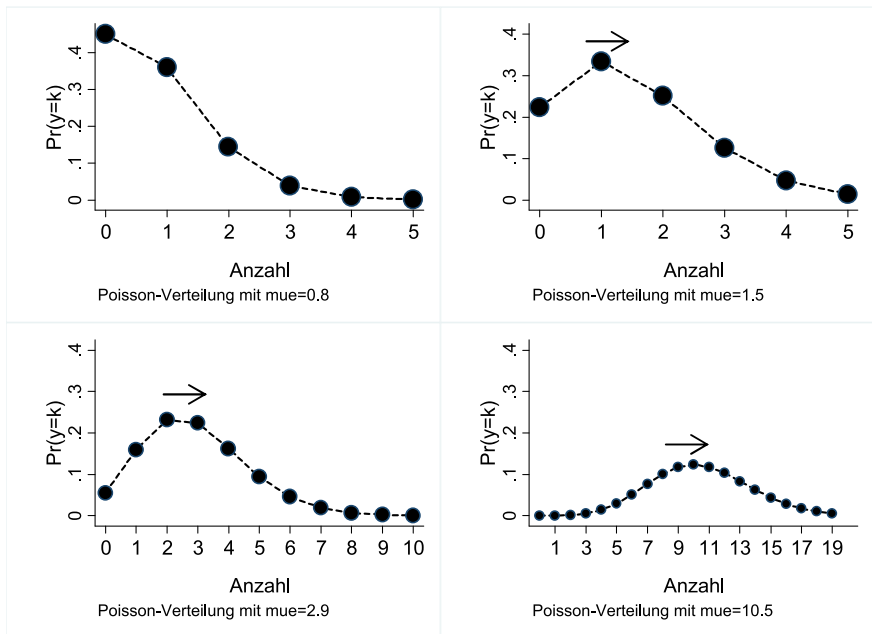 Pr(y=k)
.4
.3
.2
.1
0
0 1 2 3 4 5
Anzahl
Poisson-Verteilung mit mue=0.8
Pr(y=k)
.4
.3
.2
.1
0
0 1 2 3 4 5
Anzahl
Poisson-Verteilung mit mue=1.5
Pr(y=k)
.4
.3
.2
.1
0
0 1 2 3 4 5 6 7 8 9 10
Anzahl
Poisson-Verteilung mit mue=2.9
Pr(y=k)
.4
.3
.2
.1
0
1 3 5 7 9 11 13 15 17 19
Anzahl
Poisson-Verteilung mit mue=10.5